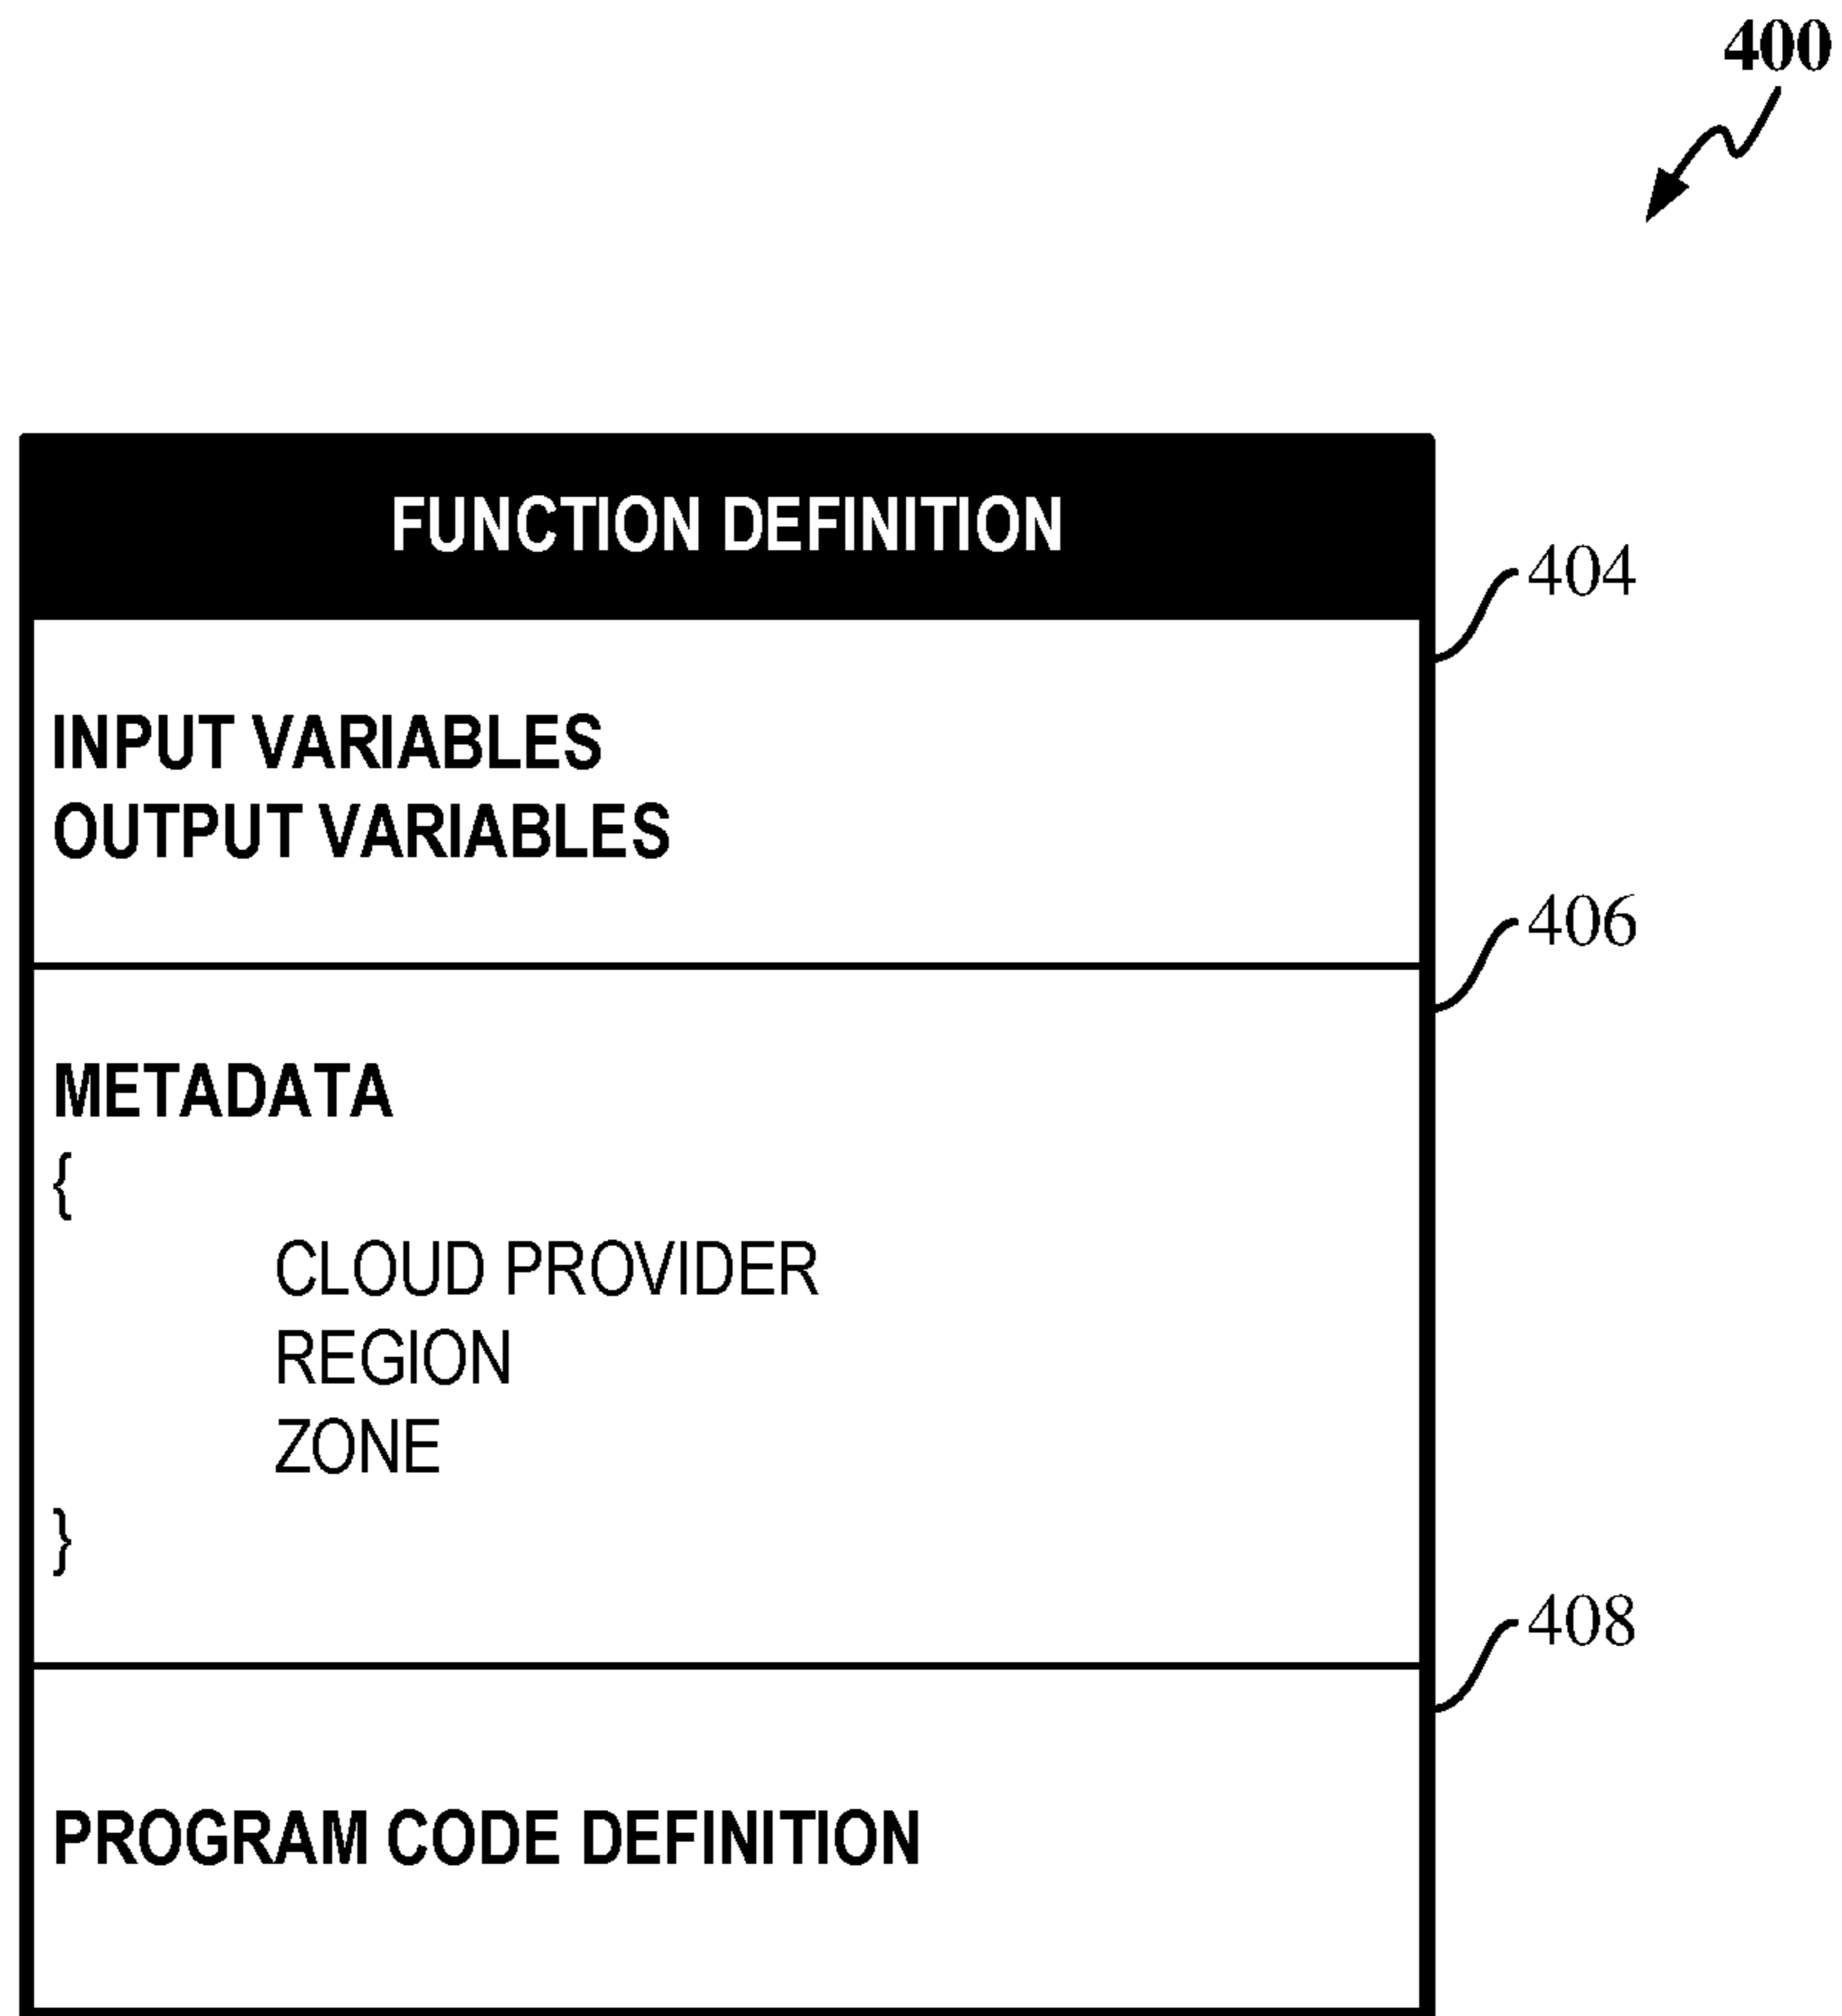 400
FUNCTION DEFINITION
404
INPUT VARIABLES
OUTPUT VARIABLES
406
METADATA
{
CLOUD PROVIDER
REGION
ZONE
}
408
PROGRAM CODE DEFINITION